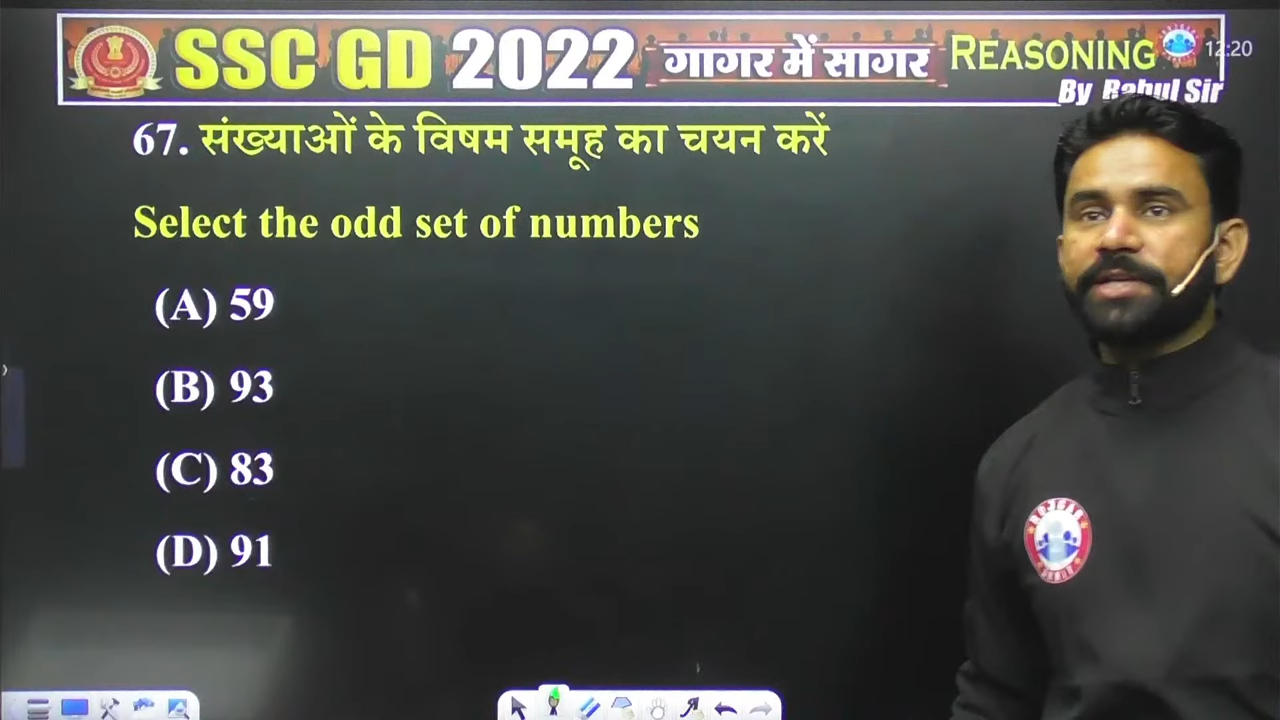 SSC GD 2022 गागर में सागर REASONING
12:20
By Rahul Sir
67. संख्याओं के विषम समूह का चयन करें
Select the odd set of numbers
(A) 59
(B) 93
(C) 83
(D) 91